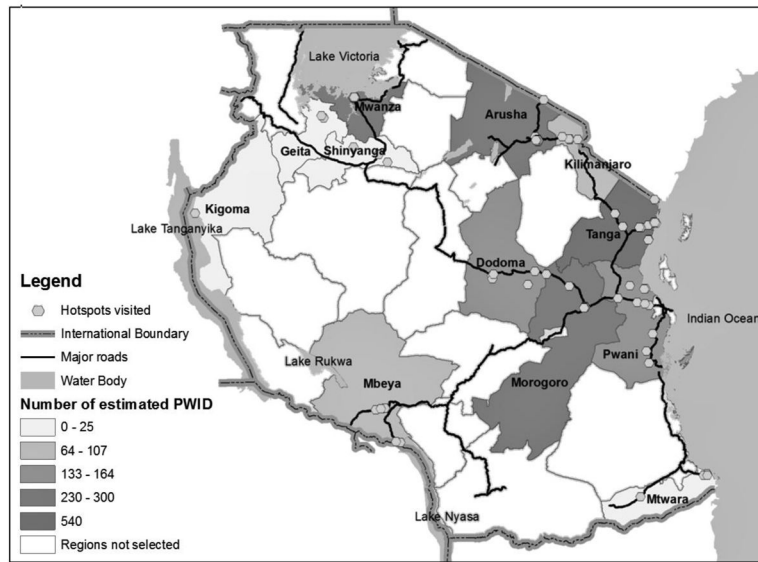 Lake Victoria
Mwanza
Arusha
Geita
Shinyanga
Kilimanjaro
Kigoma
Lake Tanganyika
Tanga
Dodoma
Legend
Hotspots visited
International Boundary
Major roads
Water Body
Number of estimated PWID
0 - 25
64 - 107
133 - 164
230 - 300
540
Regions not selected
Indian Ocean
Pwani
Lake Rukwa
Mbeya
Morogoro
Mtwara
Lake Nyasa